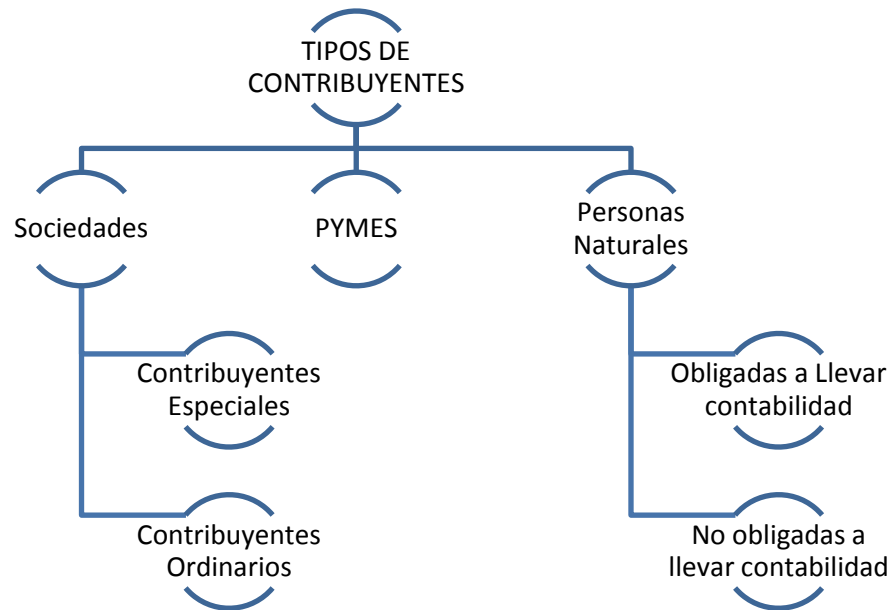 TIPOS DE
CONTRIBUYENTES
Sociedades
PYMES
Personas
Naturales
Contribuyentes
Especiales
Contribuyentes
Ordinarios
Obligadas a Llevar
contabilidad
No obligadas a
llevar contabilidad